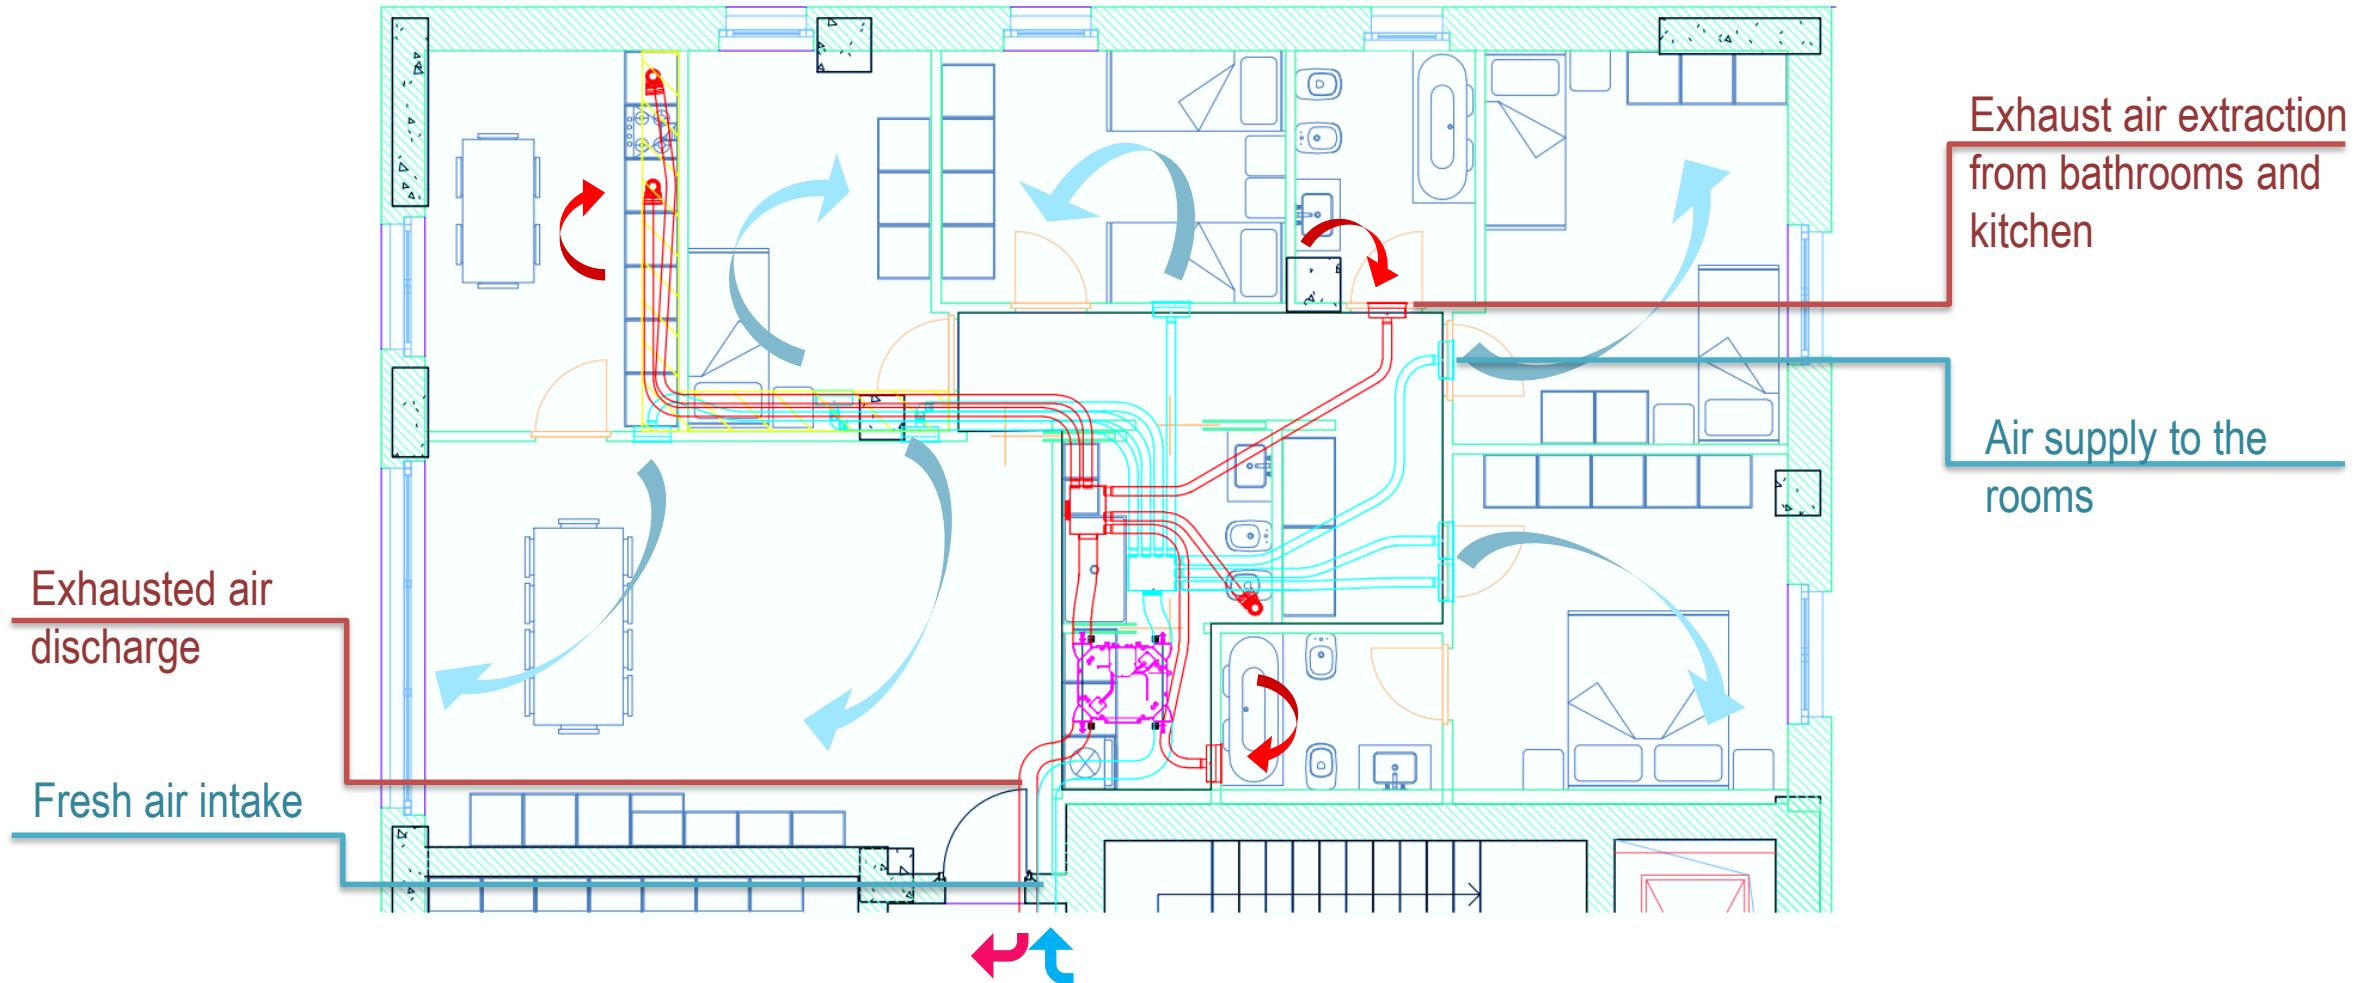 Exhaust air extraction
from bathrooms and
kitchen
Air supply to the
rooms
Exhausted air
discharge
Fresh air intake